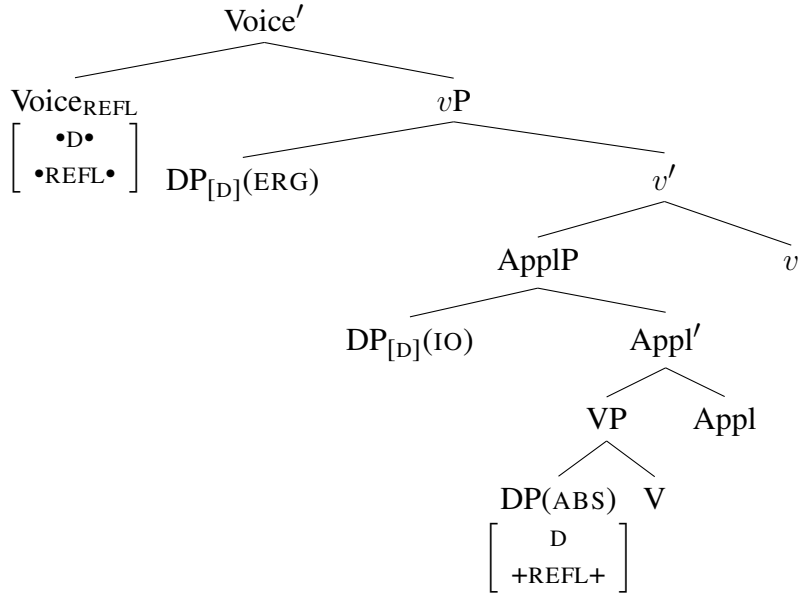 Voice′
Voice_REFL vP
•D•
•REFL•
DP_[D](ERG) v′
ApplP v
DP_[D](IO) Appl′
VP Appl
DP(ABS) V
D
+REFL+